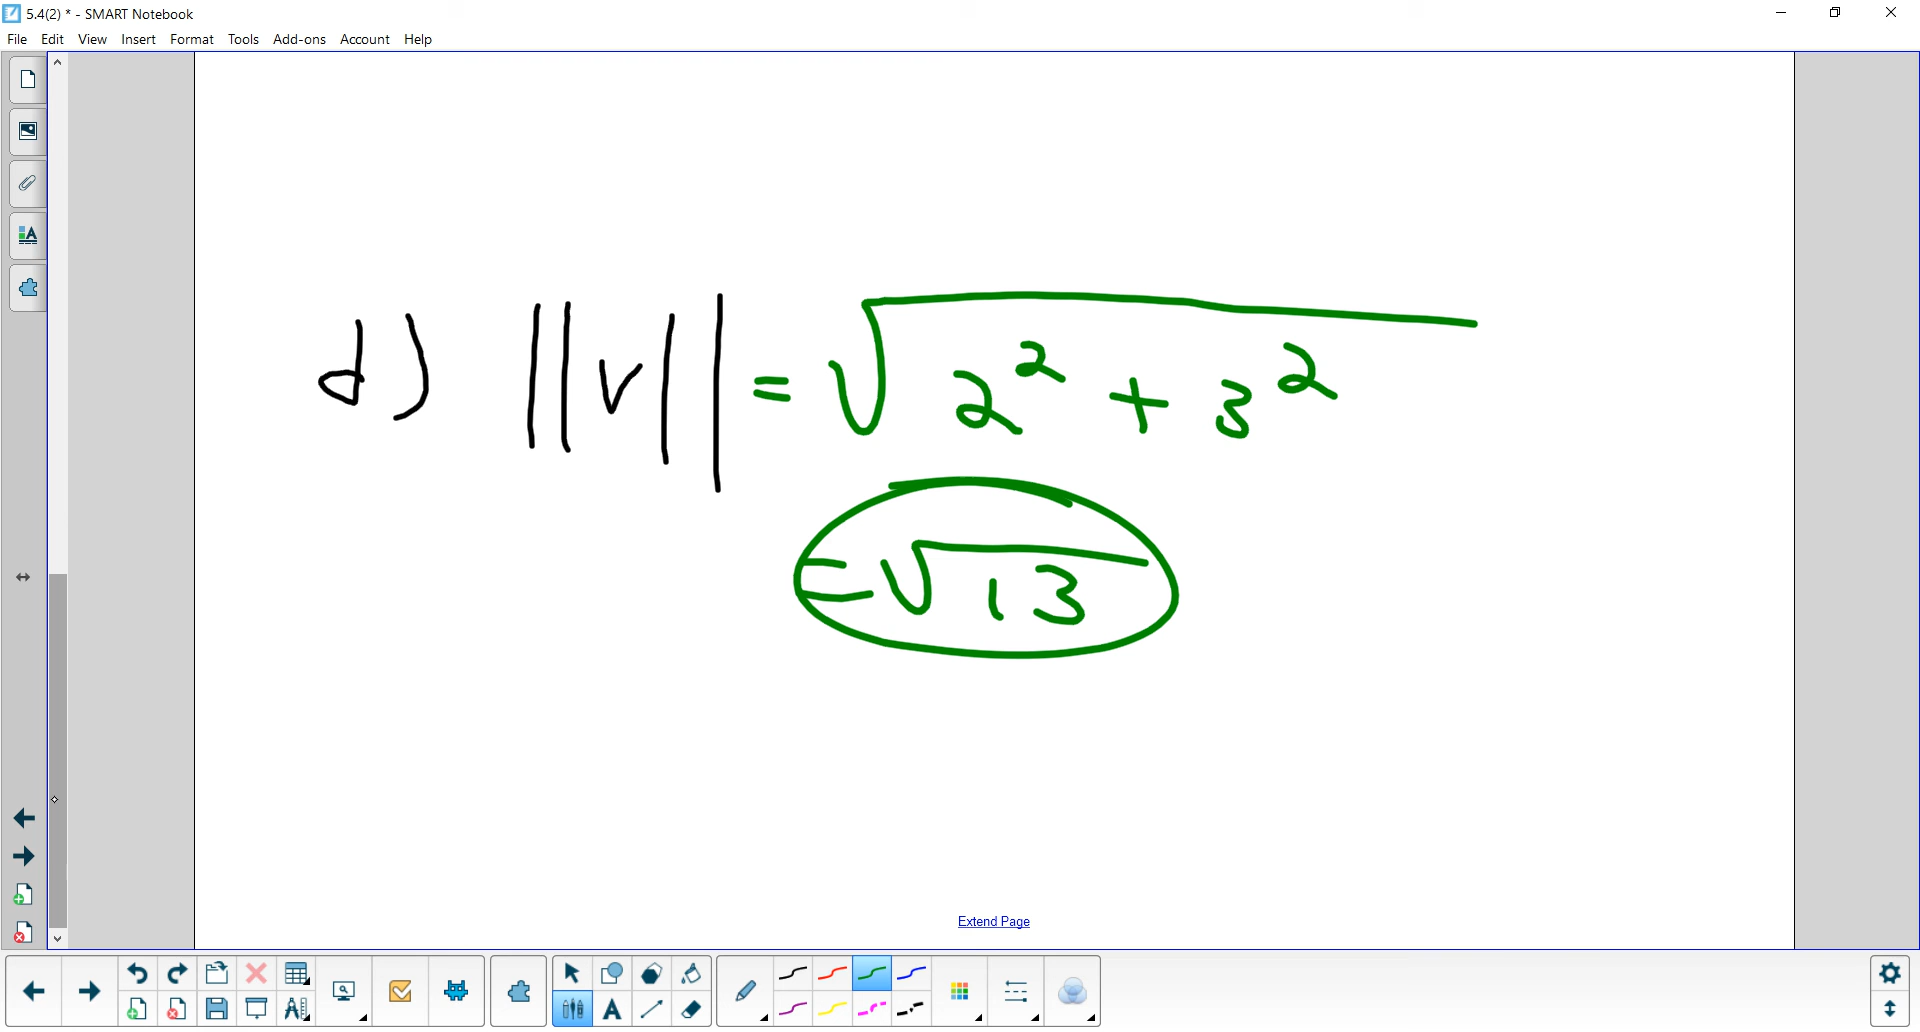 5.4(2) * - SMART Notebook
File Edit View Insert Format Tools Add-ons Account Help
d) ||v|| = √2² + 3²
= √13
Extend Page